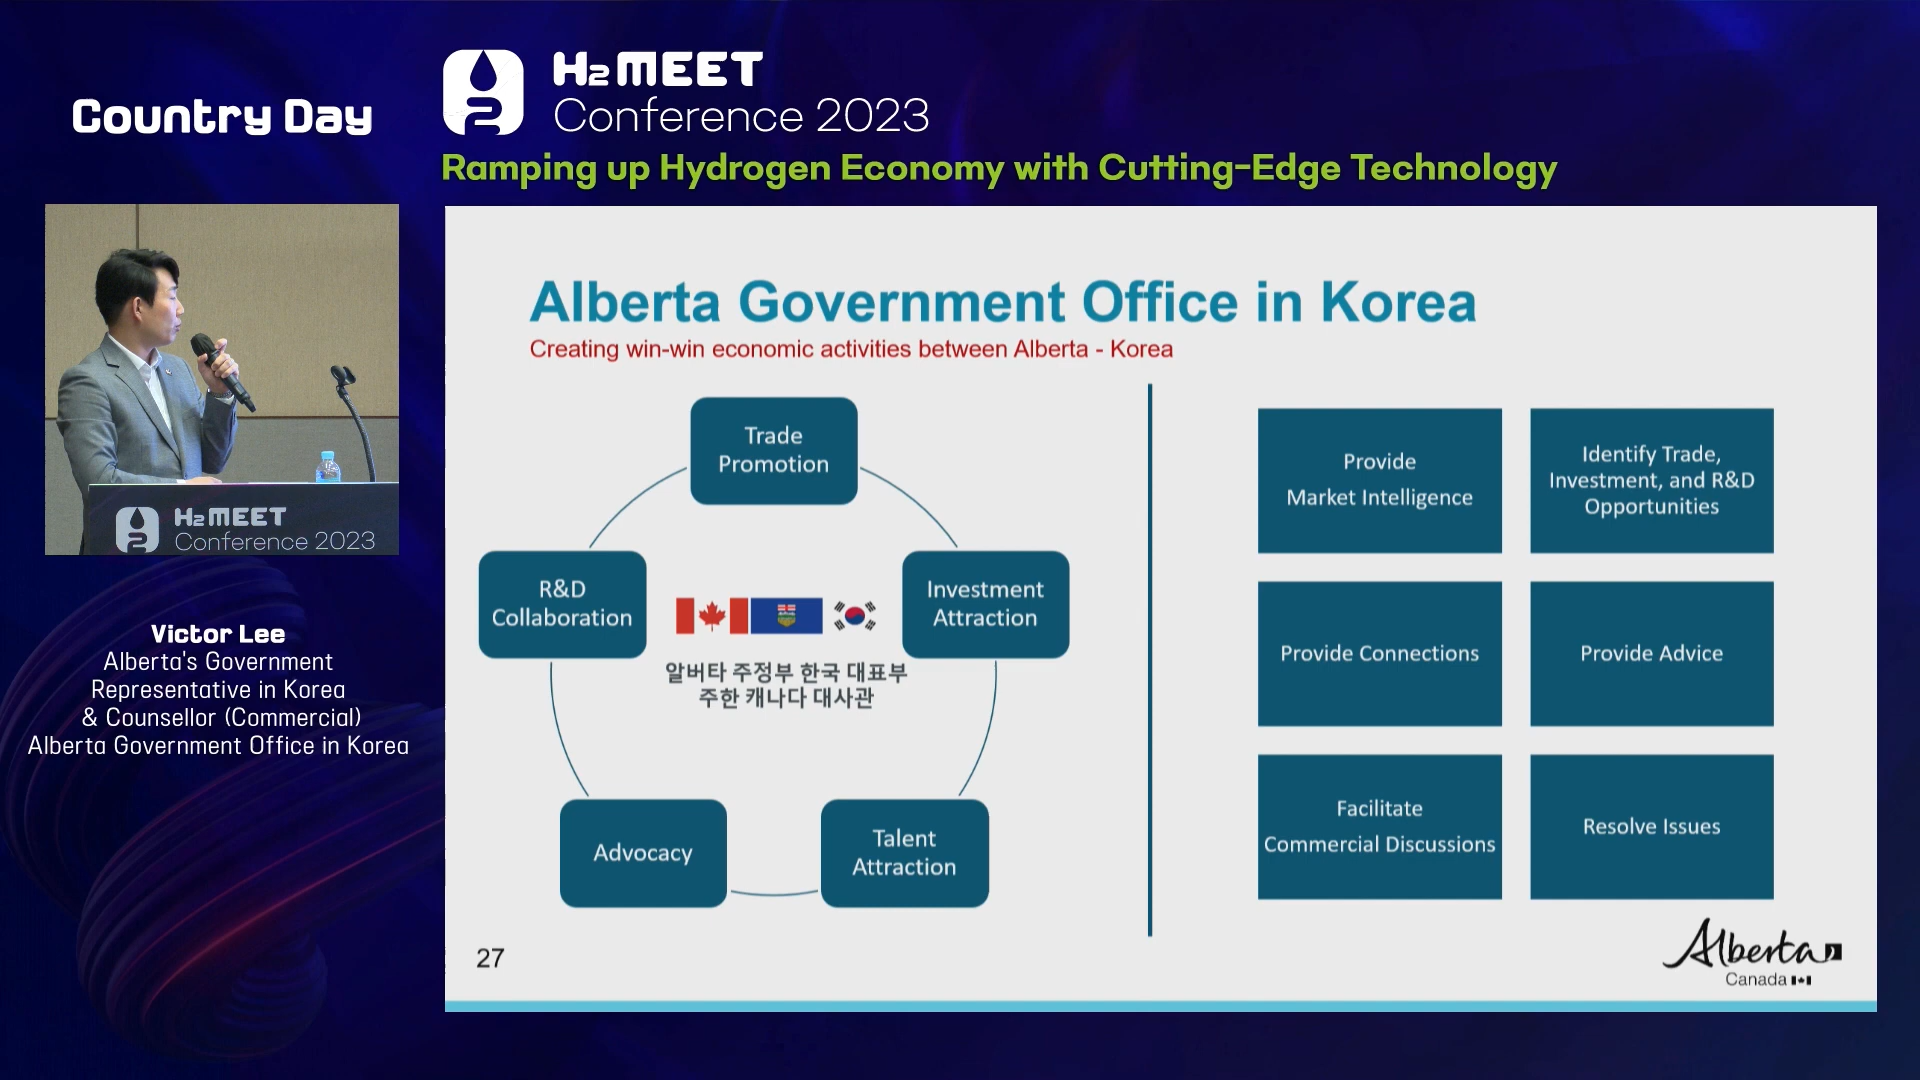 Country Day
H2 MEET
Conference 2023
Ramping up Hydrogen Economy with Cutting-Edge Technology
H2 MEET
Conference 2023
Victor Lee
Alberta's Government
Representative in Korea
& Counsellor (Commercial)
Alberta Government Office in Korea
Alberta Government Office in Korea
Creating win-win economic activities between Alberta - Korea
Trade
Promotion
R&D
Collaboration
Investment
Attraction
알버타 주정부 한국 대표부
주한 캐나다 대사관
Advocacy
Talent
Attraction
Provide
Market Intelligence
Identify Trade,
Investment, and R&D
Opportunities
Provide Connections
Provide Advice
Facilitate
Commercial Discussions
Resolve Issues
27
Alberta
Canada